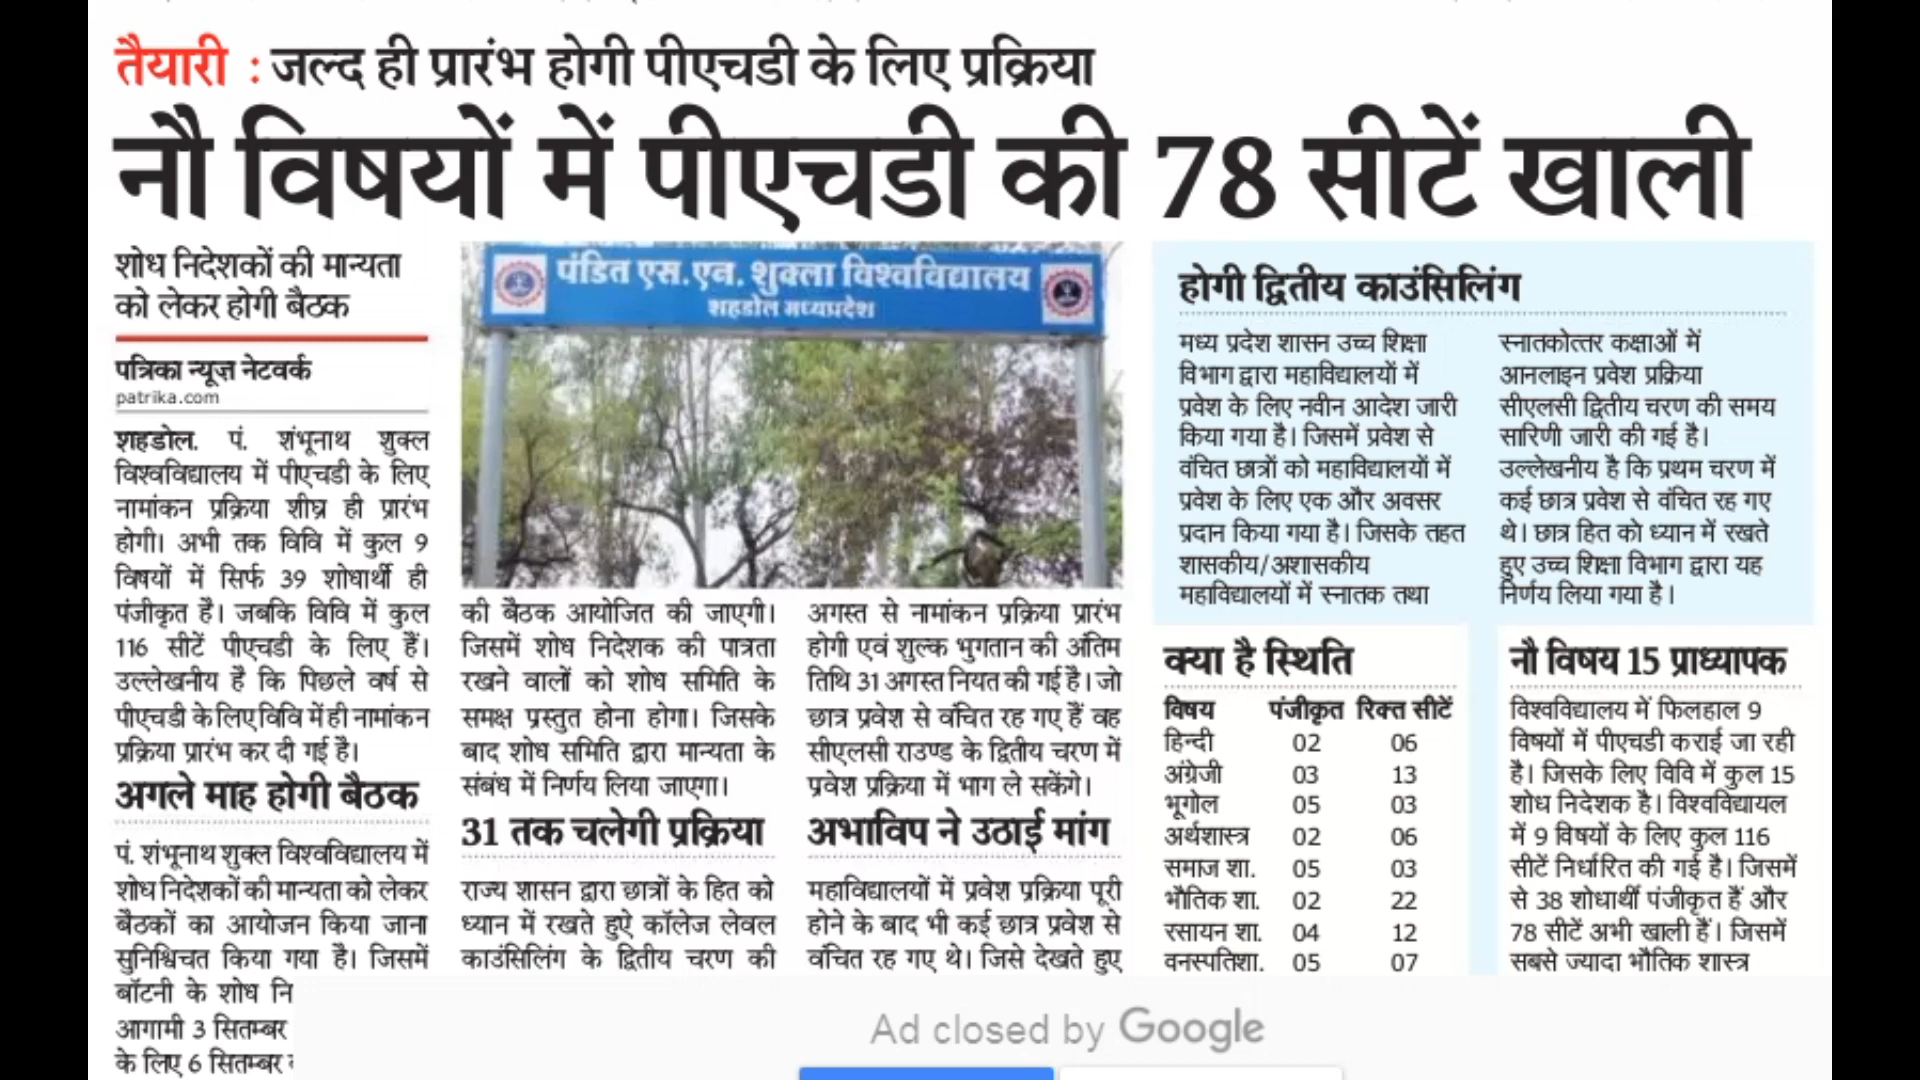 तैयारी : जल्द ही प्रारंभ होगी पीएचडी के लिए प्रक्रिया
नौ विषयों में पीएचडी की 78 सीटें खाली
शोध निदेशकों की मान्यता
को लेकर होगी बैठक
पत्रिका न्यूज़ नेटवर्क
patrika.com
शहडोल. पं. शंभूनाथ शुक्ल
विश्वविद्यालय में पीएचडी के लिए
नामांकन प्रक्रिया शीघ्र ही प्रारंभ
होगी। अभी तक विवि में कुल 9
विषयों में सिर्फ 39 शोधार्थी ही
पंजीकृत है। जबकि विवि में कुल
116 सीटें पीएचडी के लिए हैं।
उल्लेखनीय है कि पिछले वर्ष से
पीएचडी के लिए विवि में ही नामांकन
प्रक्रिया प्रारंभ कर दी गई है।
अगले माह होगी बैठक
पं. शंभूनाथ शुक्ल विश्वविद्यालय में
शोध निदेशकों की मान्यता को लेकर
बैठकों का आयोजन किया जाना
सुनिश्चित किया गया है। जिसमें
बॉटनी के शोध नि
आगामी 3 सितम्बर
के लिए 6 सितम्बर
पंडित एस.एन. शुक्ला विश्वविद्यालय
शहडोल मध्यप्रदेश
की बैठक आयोजित की जाएगी।
जिसमें शोध निदेशक की पात्रता
रखने वालों को शोध समिति के
समक्ष प्रस्तुत होना होगा। जिसके
बाद शोध समिति द्वारा मान्यता के
संबंध में निर्णय लिया जाएगा।
31 तक चलेगी प्रक्रिया
राज्य शासन द्वारा छात्रों के हित को
ध्यान में रखते हुऐ कॉलेज लेवल
काउंसिलिंग के द्वितीय चरण की
अगस्त से नामांकन प्रक्रिया प्रारंभ
होगी एवं शुल्क भुगतान की अंतिम
तिथि 31 अगस्त नियत की गई है। जो
छात्र प्रवेश से वंचित रह गए हैं वह
सीएलसी राउण्ड के द्वितीय चरण में
प्रवेश प्रक्रिया में भाग ले सकेंगे।
अभाविप ने उठाई मांग
महाविद्यालयों में प्रवेश प्रक्रिया पूरी
होने के बाद भी कई छात्र प्रवेश से
वंचित रह गए थे। जिसे देखते हुए
होगी द्वितीय काउंसिलिंग
मध्य प्रदेश शासन उच्च शिक्षा
विभाग द्वारा महाविद्यालयों में
प्रवेश के लिए नवीन आदेश जारी
किया गया है। जिसमें प्रवेश से
वंचित छात्रों को महाविद्यालयों में
प्रवेश के लिए एक और अवसर
प्रदान किया गया है। जिसके तहत
शासकीय/अशासकीय
महाविद्यालयों में स्नातक तथा
स्नातकोत्तर कक्षाओं में
आनलाइन प्रवेश प्रक्रिया
सीएलसी द्वितीय चरण की समय
सारिणी जारी की गई है।
उल्लेखनीय है कि प्रथम चरण में
कई छात्र प्रवेश से वंचित रह गए
थे। छात्र हित को ध्यान में रखते
हुए उच्च शिक्षा विभाग द्वारा यह
निर्णय लिया गया है।
क्या है स्थिति
विषय पंजीकृत रिक्त सीटें
हिन्दी 02 06
अंग्रेजी 03 13
भूगोल 05 03
अर्थशास्त्र 02 06
समाज शा. 05 03
भौतिक शा. 02 22
रसायन शा. 04 12
वनस्पतिशा. 05 07
नौ विषय 15 प्राध्यापक
विश्वविद्यालय में फिलहाल 9
विषयों में पीएचडी कराई जा रही
है। जिसके लिए विवि में कुल 15
शोध निदेशक है। विश्वविद्यायल
में 9 विषयों के लिए कुल 116
सीटें निर्धारित की गई है। जिसमें
से 38 शोधार्थी पंजीकृत हैं और
78 सीटें अभी खाली हैं। जिसमें
सबसे ज्यादा भौतिक शास्त्र
Ad closed by Google